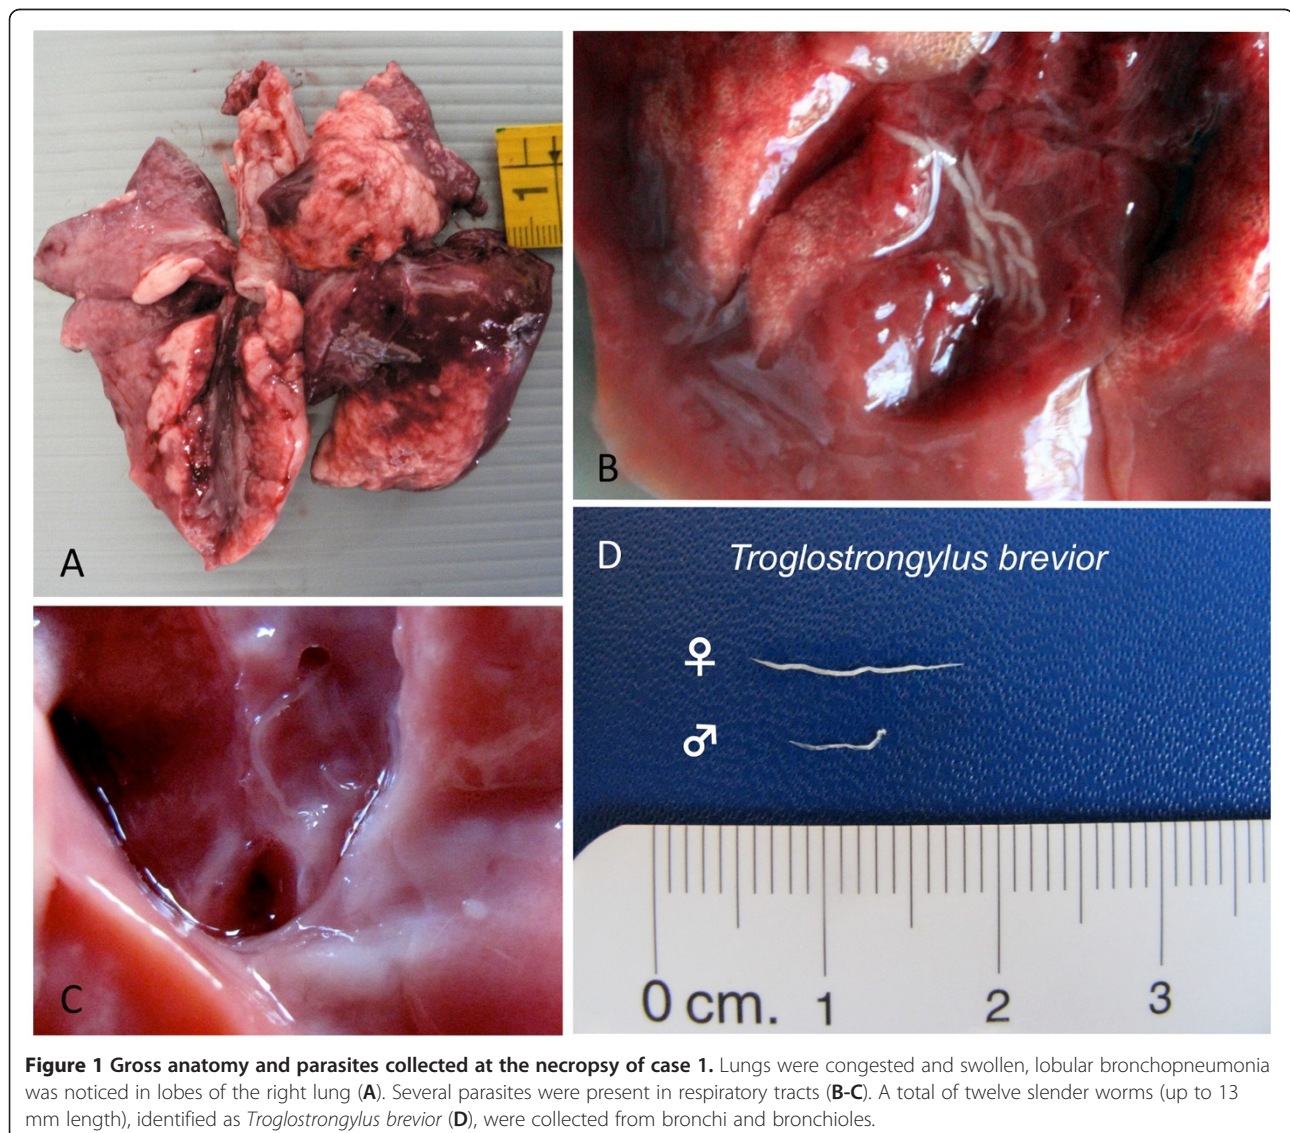 1
A
B
C
D
Troglostrongylus brevior
♀
♂
0 cm. 1 2 3
Figure 1 Gross anatomy and parasites collected at the necropsy of case 1. Lungs were congested and swollen, lobular bronchopneumonia
was noticed in lobes of the right lung (A). Several parasites were present in respiratory tracts (B-C). A total of twelve slender worms (up to 13
mm length), identified as Troglostrongylus brevior (D), were collected from bronchi and bronchioles.